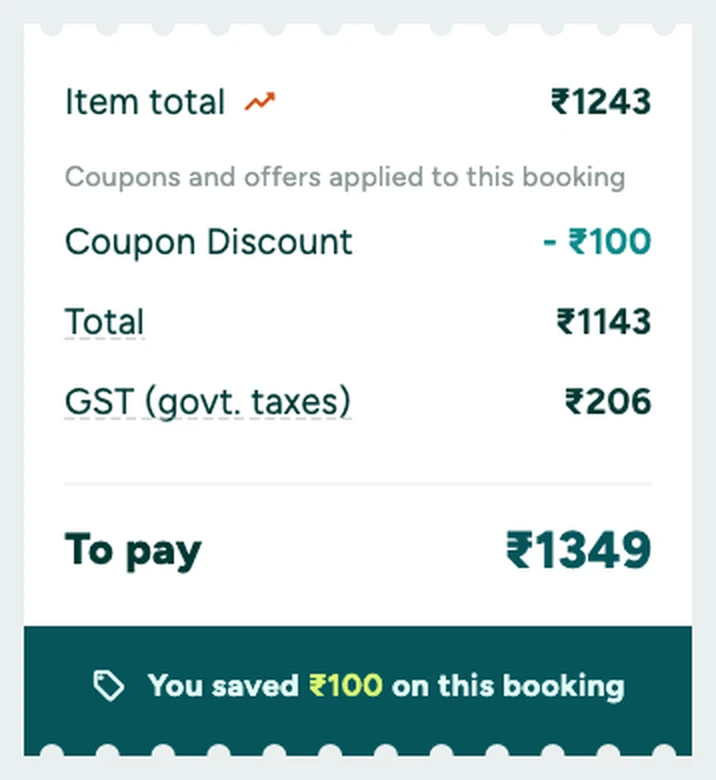 Item total ₹1243
Coupons and offers applied to this booking
Coupon Discount - ₹100
Total ₹1143
GST (govt. taxes) ₹206
To pay ₹1349
You saved ₹100 on this booking